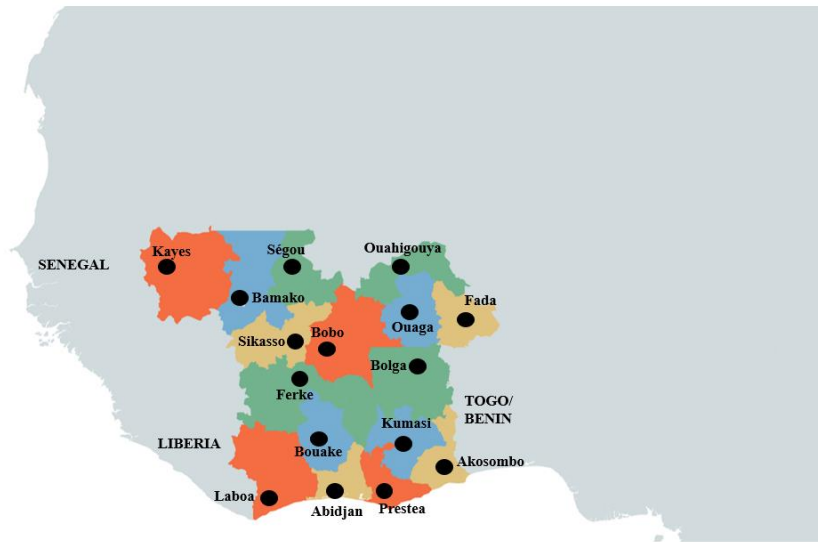 Kayes
Ségou
Ouahigouya
SENEGAL
Bamako
Fada
Ouaga
Sikasso
Bobo
Bolga
Ferke
TOGO/
BENIN
Kumasi
LIBERIA
Bouake
Akosombo
Laboa
Abidjan
Prestea